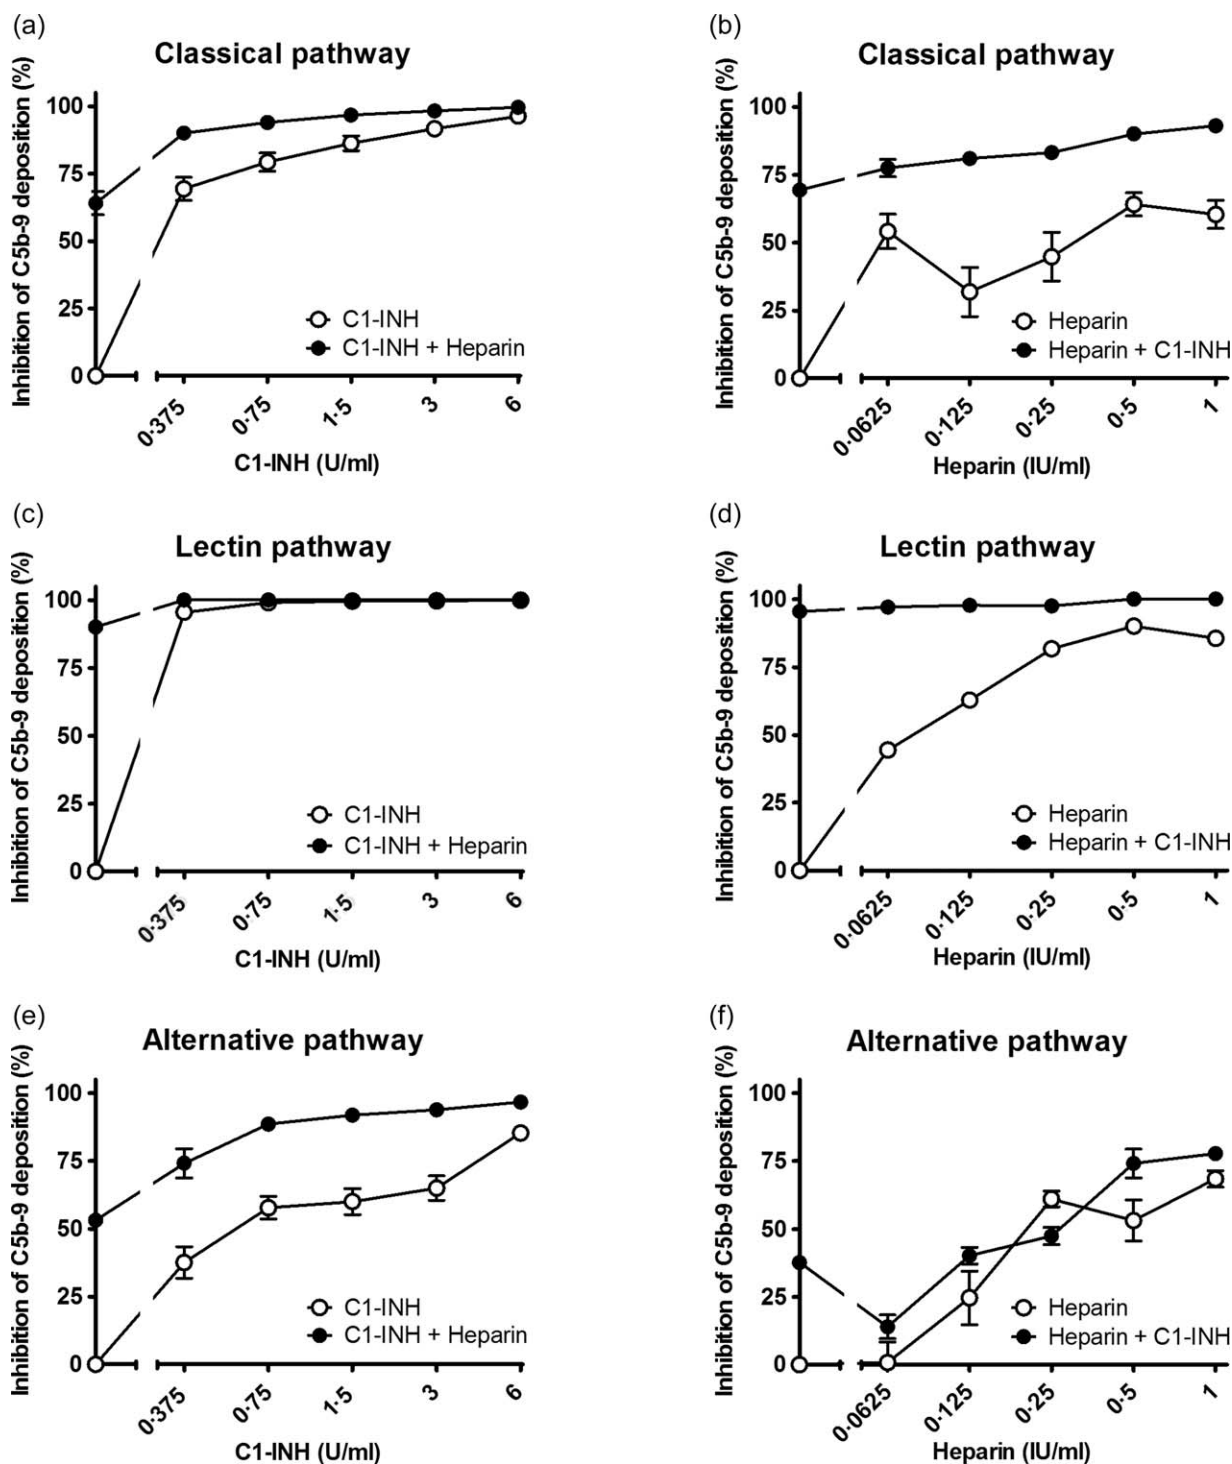 (a)
Classical pathway
Inhibition of C5b-9 deposition (%)
100
75
50
25
0
C1-INH
C1-INH + Heparin
0·375
0·75
1·5
3
6
C1-INH (U/ml)
(b)
Classical pathway
Inhibition of C5b-9 deposition (%)
100
75
50
25
0
Heparin
Heparin + C1-INH
0·0625
0·125
0·25
0·5
1
Heparin (IU/ml)
(c)
Lectin pathway
Inhibition of C5b-9 deposition (%)
100
75
50
25
0
C1-INH
C1-INH + Heparin
0·375
0·75
1·5
3
6
C1-INH (U/ml)
(d)
Lectin pathway
Inhibition of C5b-9 deposition (%)
100
75
50
25
0
Heparin
Heparin + C1-INH
0·0625
0·125
0·25
0·5
1
Heparin (IU/ml)
(e)
Alternative pathway
Inhibition of C5b-9 deposition (%)
100
75
50
25
0
C1-INH
C1-INH + Heparin
0·375
0·75
1·5
3
6
C1-INH (U/ml)
(f)
Alternative pathway
Inhibition of C5b-9 deposition (%)
100
75
50
25
0
Heparin
Heparin + C1-INH
0·0625
0·125
0·25
0·5
1
Heparin (IU/ml)